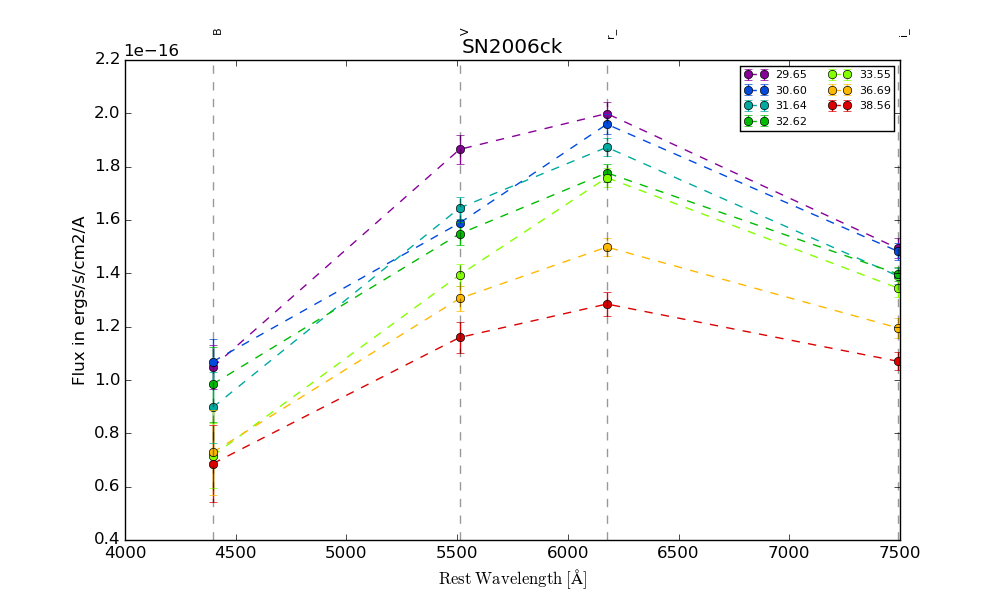 B V r_ i_
1e−16 SN2006ck
2.2
2.0
1.8
1.6
1.4
1.2
1.0
0.8
0.6
0.4
Flux in ergs/s/cm2/A
29.65 33.55
30.60 36.69
31.64 38.56
32.62
4000 4500 5000 5500 6000 6500 7000 7500
Rest Wavelength [Å]